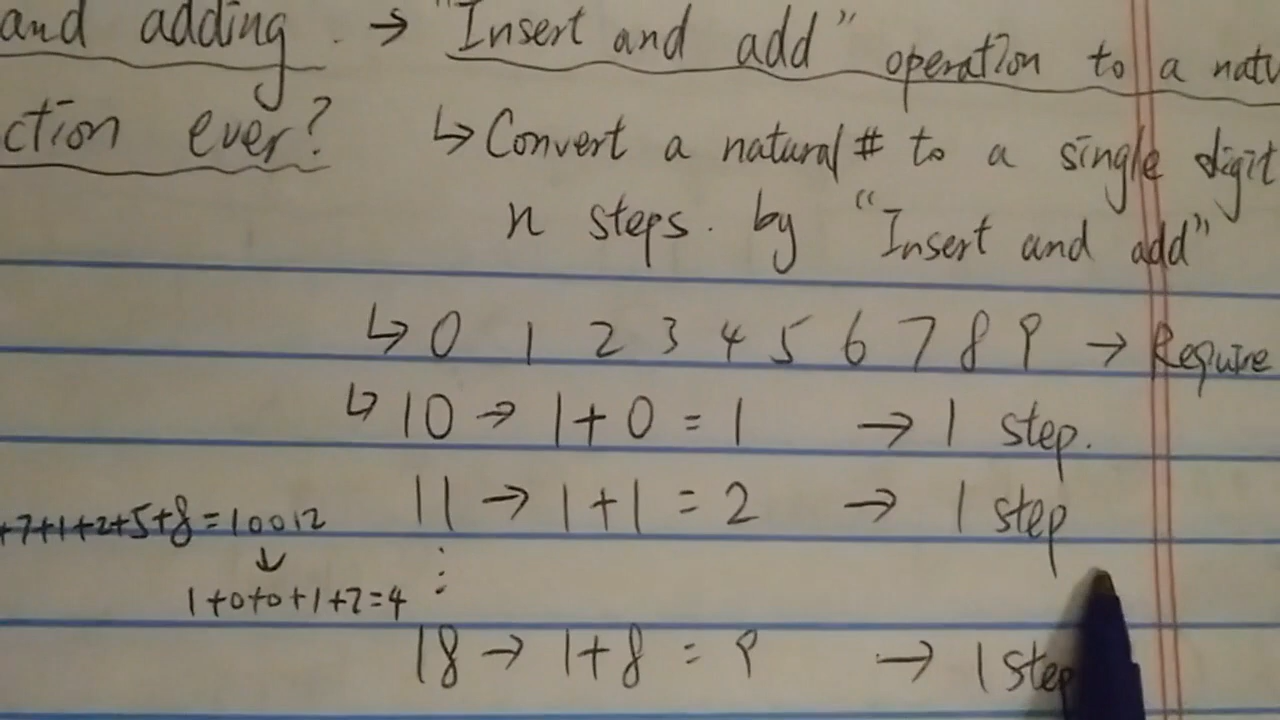 and adding → "Insert and add" operation to a natu
ction ever? ↳ Convert a natural # to a single digit
n steps. by "Insert and add"
↳ 0 1 2 3 4 5 6 7 8 9 → Require
↳ 10 → 1+0 = 1 → 1 step.
11 → 1+1 = 2 → 1 step
+7+1+2+5+8=10012
↓
1+0+0+1+2=4
⋮
18 → 1+8 = 9 → 1 step